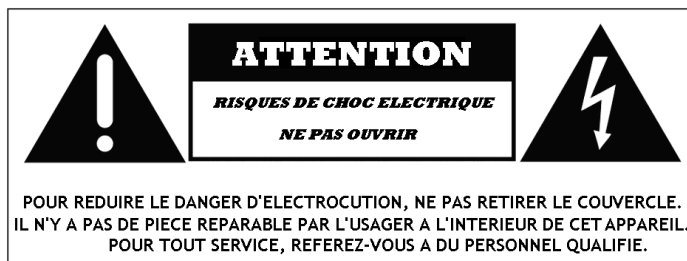 ATTENTION
RISQUES DE CHOC ELECTRIQUE
NE PAS OUVRIR
POUR REDUIRE LE DANGER D'ELECTROCUTION, NE PAS RETIRER LE COUVERCLE.
IL N'Y A PAS DE PIECE REPARABLE PAR L'USAGER A L'INTERIEUR DE CET APPAREIL.
POUR TOUT SERVICE, REFEREZ-VOUS A DU PERSONNEL QUALIFIE.